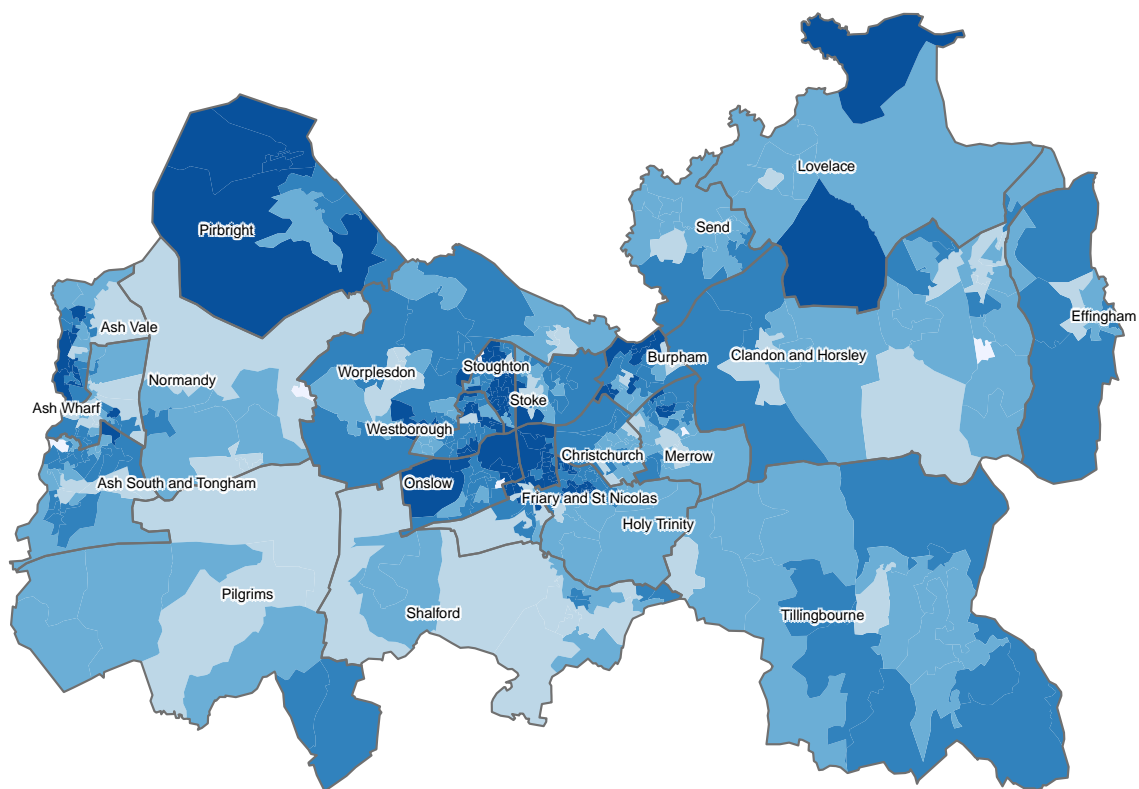 Lovelace
Send
Pirbright
Effingham
Ash Vale
Burpham
Clandon and Horsley
Stoughton
Worplesdon
Normandy
Stoke
Ash Wharf
Westborough
Christchurch
Merrow
Ash South and Tongham
Onslow
Friary and St Nicolas
Holy Trinity
Pilgrims
Shalford
Tillingbourne